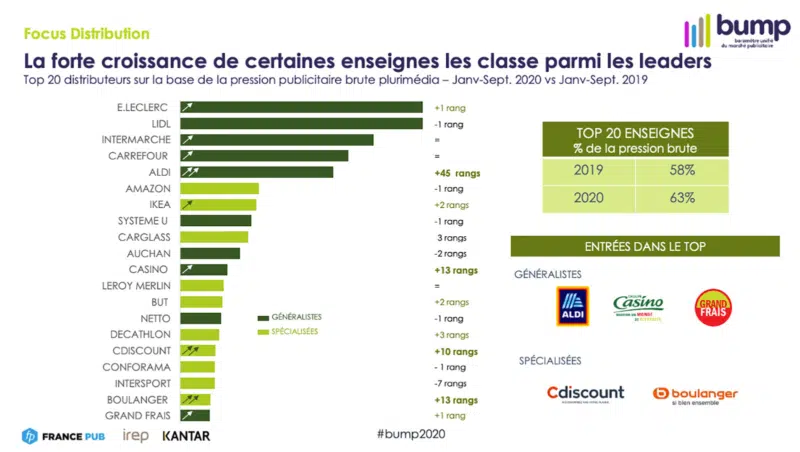 Focus Distribution
bump
baromètre unifié
du marché publicitaire
La forte croissance de certaines enseignes les classe parmi les leaders
Top 20 distributeurs sur la base de la pression publicitaire brute plurimédia – Janv-Sept. 2020 vs Janv-Sept. 2019
E.LECLERC +1 rang
LIDL -1 rang
INTERMARCHE =
CARREFOUR =
ALDI +45 rangs
AMAZON -1 rang
IKEA +2 rangs
SYSTEME U -1 rang
CARGLASS 3 rangs
AUCHAN -2 rangs
CASINO +13 rangs
LEROY MERLIN =
BUT +2 rangs
NETTO -1 rang
DECATHLON +3 rangs
CDISCOUNT +10 rangs
CONFORAMA - 1 rang
INTERSPORT -7 rangs
BOULANGER +13 rangs
GRAND FRAIS +1 rang
GÉNÉRALISTES
SPÉCIALISÉES
TOP 20 ENSEIGNES
% de la pression brute
2019 58%
2020 63%
ENTRÉES DANS LE TOP
GÉNÉRALISTES
ALDI
Casino
GRAND
FRAIS
SPÉCIALISÉES
Cdiscount
boulanger
si bien ensemble
FRANCE PUB
irep
KANTAR
#bump2020